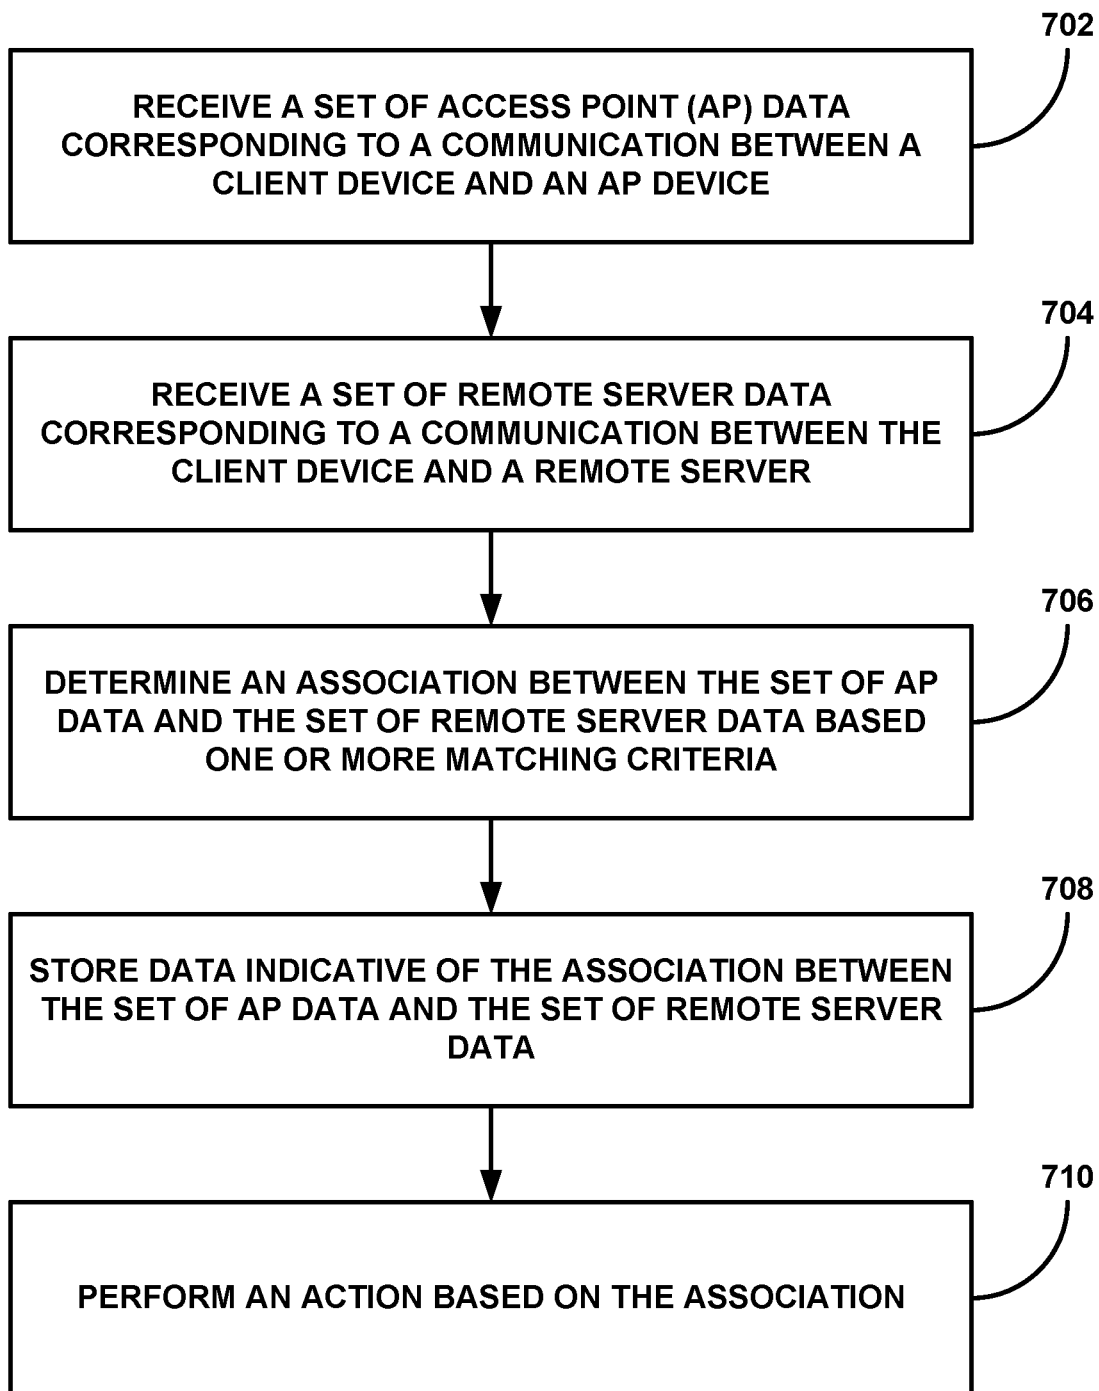 702
RECEIVE A SET OF ACCESS POINT (AP) DATA
CORRESPONDING TO A COMMUNICATION BETWEEN A
CLIENT DEVICE AND AN AP DEVICE
704
RECEIVE A SET OF REMOTE SERVER DATA
CORRESPONDING TO A COMMUNICATION BETWEEN THE
CLIENT DEVICE AND A REMOTE SERVER
706
DETERMINE AN ASSOCIATION BETWEEN THE SET OF AP
DATA AND THE SET OF REMOTE SERVER DATA BASED
ONE OR MORE MATCHING CRITERIA
708
STORE DATA INDICATIVE OF THE ASSOCIATION BETWEEN
THE SET OF AP DATA AND THE SET OF REMOTE SERVER
DATA
710
PERFORM AN ACTION BASED ON THE ASSOCIATION